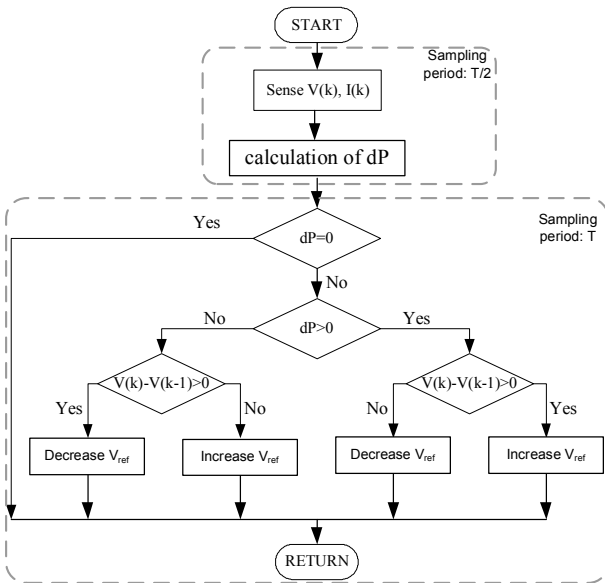 START
Sampling
period: T/2
Sense V(k), I(k)
calculation of dP
Sampling
period: T
Yes
dP=0
No
No
dP>0
Yes
V(k)-V(k-1)>0
V(k)-V(k-1)>0
Yes
No
No
Yes
Decrease Vref
Increase Vref
Decrease Vref
Increase Vref
RETURN